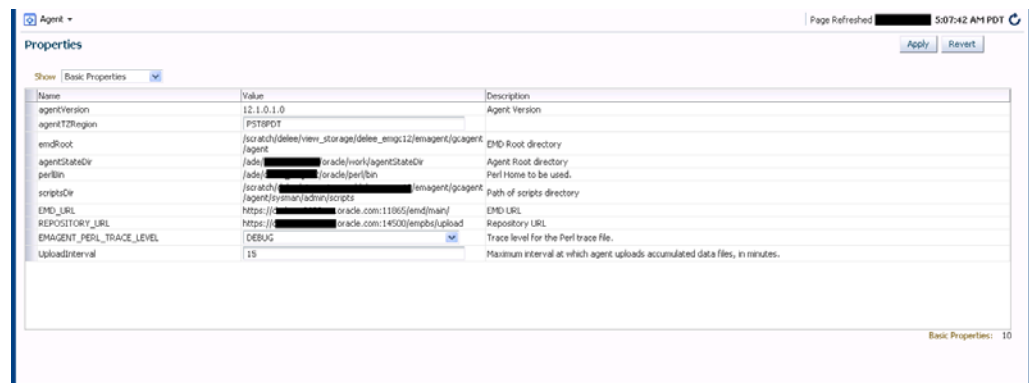 Agent
Page Refreshed 5:07:42 AM PDT
Properties
Apply Revert
Show Basic Properties
Name Value Description
agentVersion 12.1.0.1.0 Agent Version
agentTZRegion PST8PDT
emdRoot /scratch/delee/view_storage/delee_emgc12/emagent/gcagent/agent EMD Root directory
agentStateDir /ade/ /oracle/work/agentStateDir Agent Root directory
perlBin /ade/ /oracle/perl/bin Perl Home to be used.
scriptsDir /scratch/ /emagent/gcagent/agent/sysman/admin/scripts Path of scripts directory
EMD_URL https:// .oracle.com:11865/emd/main/ EMD URL
REPOSITORY_URL https:// .oracle.com:14500/empbs/upload Repository URL
EMAGENT_PERL_TRACE_LEVEL DEBUG Trace level for the Perl trace file.
UploadInterval 15 Maximum interval at which agent uploads accumulated data files, in minutes.
Basic Properties: 10